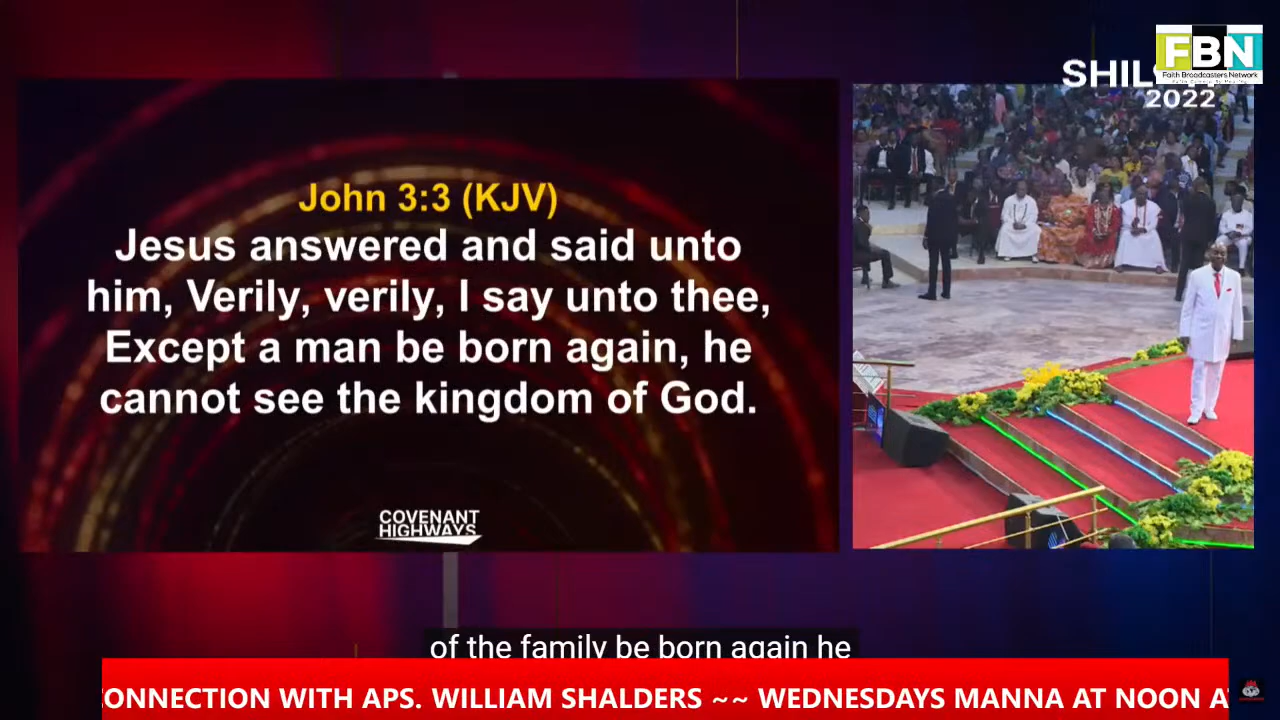 FBN
Faith Broadcasters Network
2022
John 3:3 (KJV)
Jesus answered and said unto
him, Verily, verily, I say unto thee,
Except a man be born again, he
cannot see the kingdom of God.
COVENANT
HIGHWAYS
of the family be born again he
WITH APS. WILLIAM SHALDERS ~~ WEDNESDAYS MANNA AT NOON